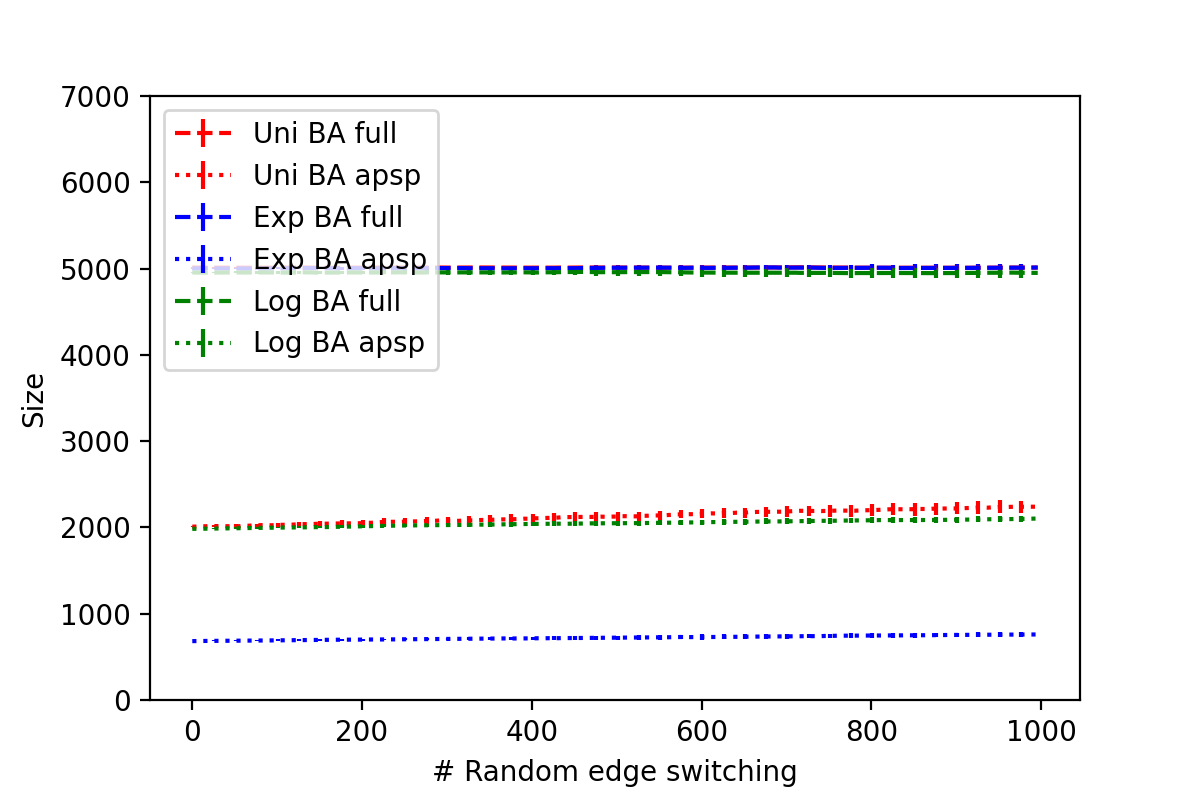 7000
6000
5000
4000
3000
2000
1000
0
Size
Uni BA full
Uni BA apsp
Exp BA full
Exp BA apsp
Log BA full
Log BA apsp
0 200 400 600 800 1000
# Random edge switching